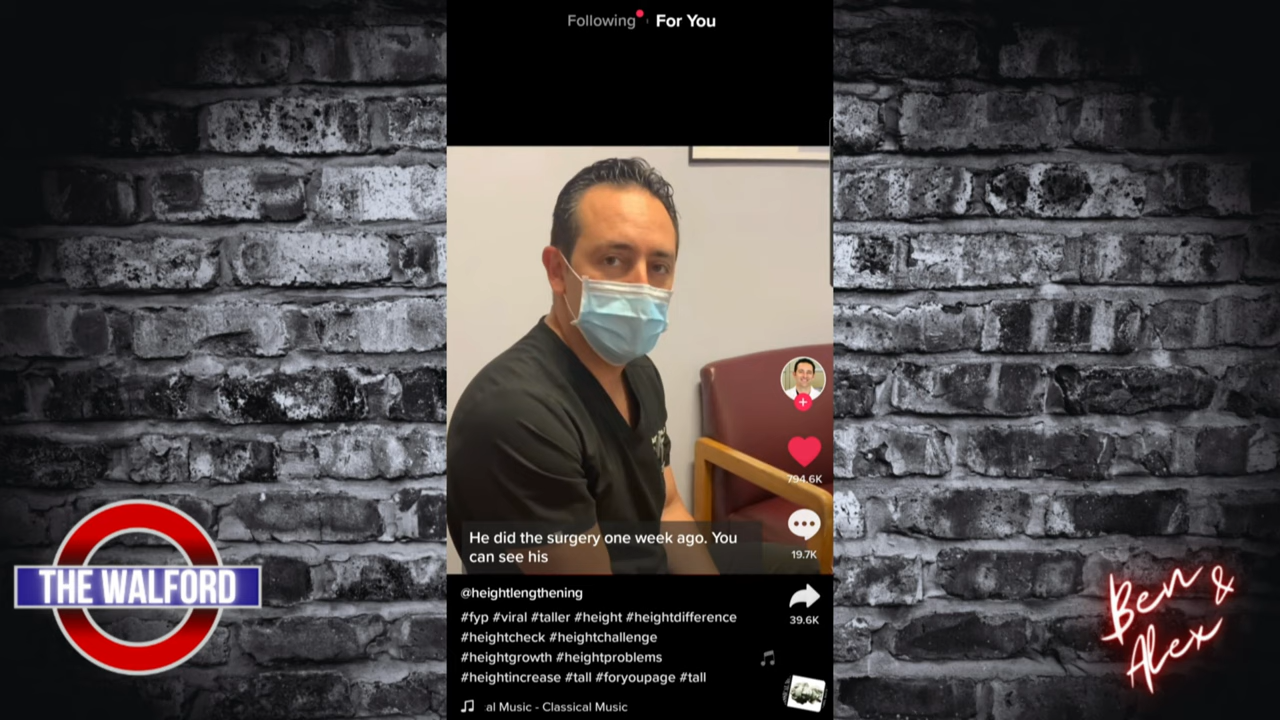 Following
For You
794.6K
He did the surgery one week ago. You
can see his
19.7K
@heightlengthening
#fyp #viral #taller #height #heightdifference
#heightcheck #heightchallenge
#heightgrowth #heightproblems
#heightincrease #tall #foryoupage #tall
39.6K
al Music - Classical Music
THE WALFORD
Ben &
Alex